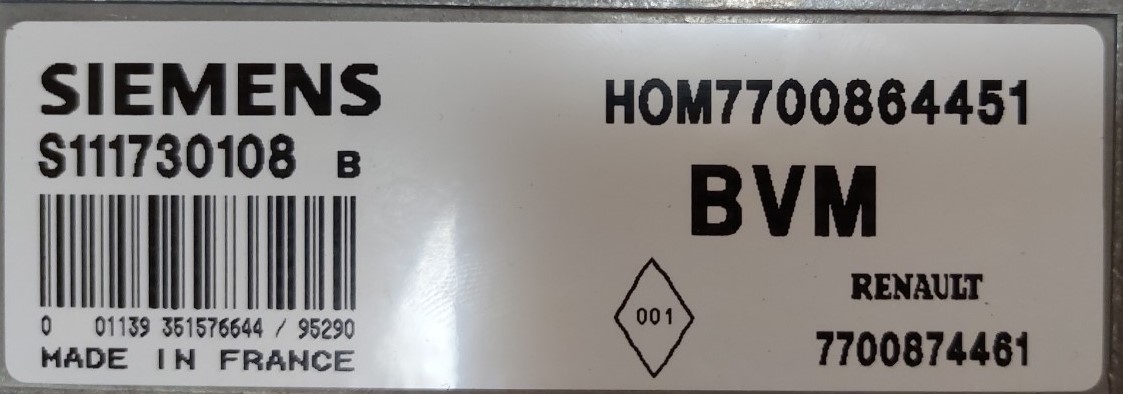 SIEMENS
S111730108 B
0 01139 351576644 / 95290
MADE IN FRANCE
HOM7700864451
BVM
001
RENAULT
7700874461